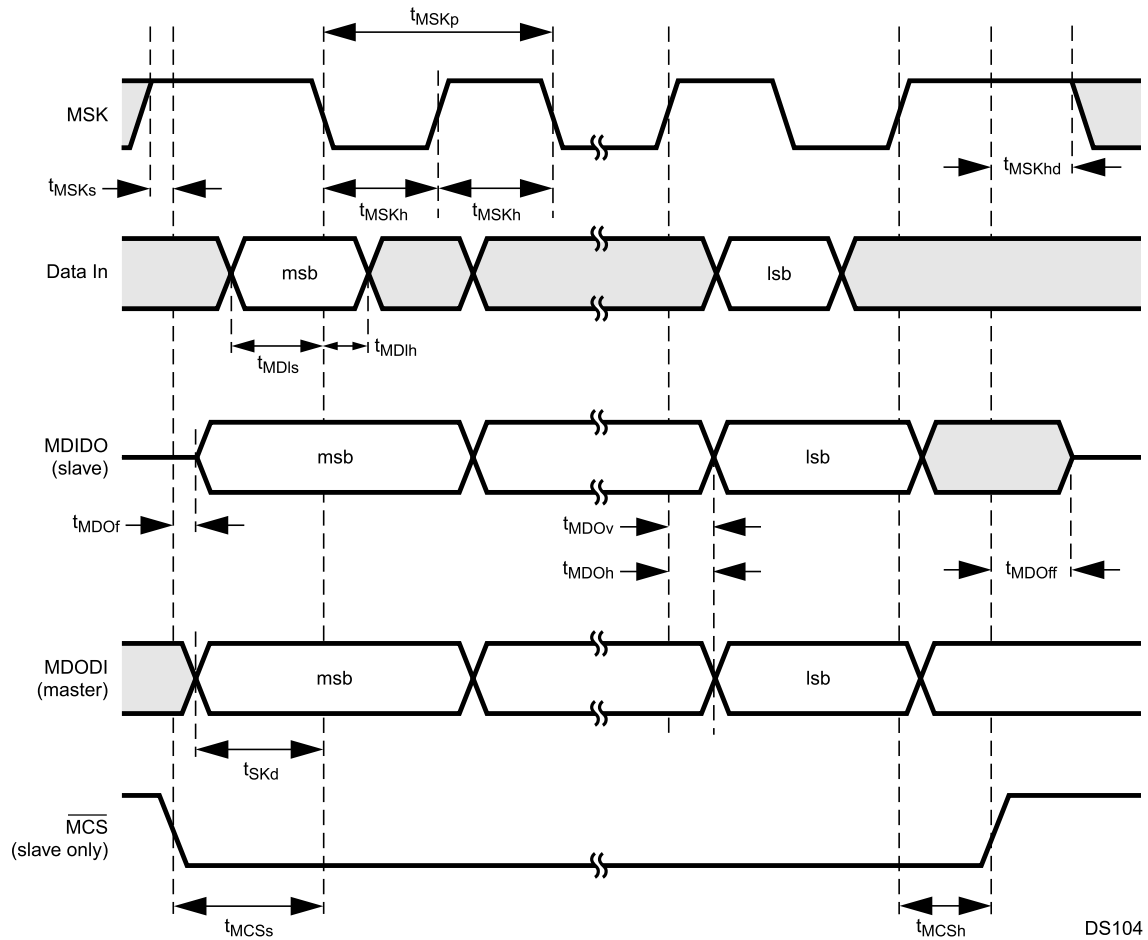 tMSKp
MSK
tMSKs
tMSKhd
tMSKh
tMSKh
Data In
msb
lsb
tMDIs
tMDIh
MDIDO
(slave)
msb
lsb
tMDOf
tMDOv
tMDOh
tMDOff
MDODI
(master)
msb
lsb
tSKd
MCS
(slave only)
tMCSs
tMCSh
DS104